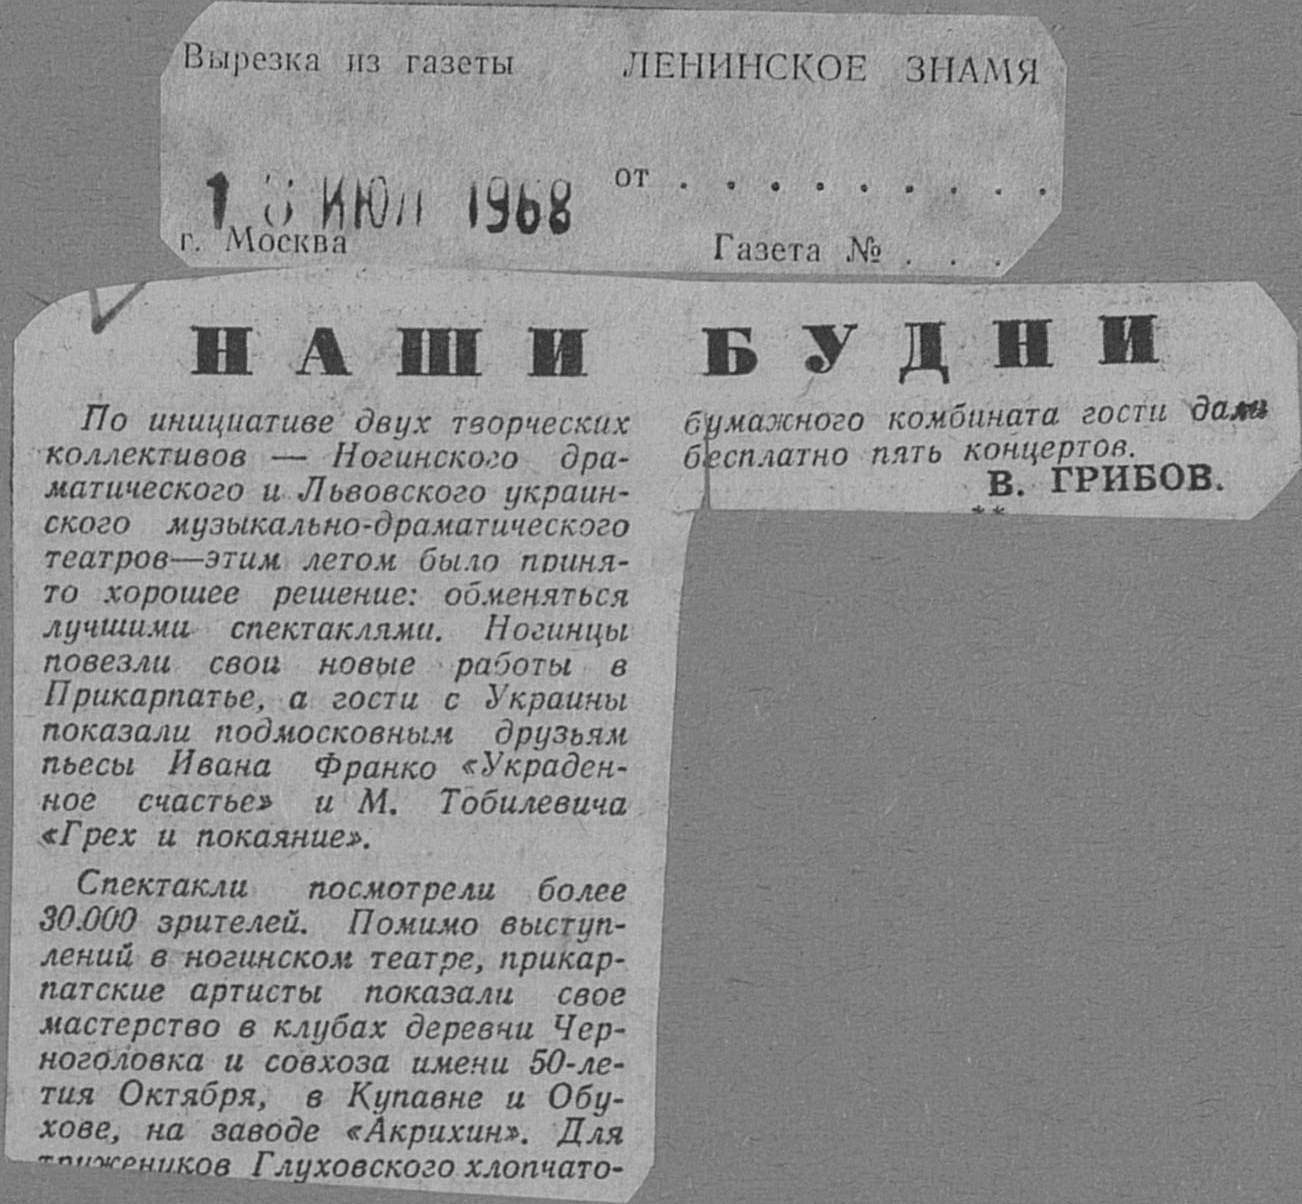 Вырезка из газеты ЛЕНИНСКОЕ ЗНАМЯ
от . . . . . . . . .
ИЮЛ 1968
г. Москва Газета № . . .
НАШИ БУДНИ
По инициативе двух творческих
коллективов — Ногинского дра-
матического и Львовского украин-
ского музыкально-драматического
театров—этим летом было приня-
то хорошее решение: обменяться
лучшими спектаклями. Ногинцы
повезли свои новые работы в
Прикарпатье, а гости с Украины
показали подмосковным друзьям
пьесы Ивана Франко «Украден-
ное счастье» и М. Тобилевича
«Грех и покаяние».
Спектакли посмотрели более
30.000 зрителей. Помимо выступ-
лений в ногинском театре, прикар-
патские артисты показали свое
мастерство в клубах деревни Чер-
ноголовка и совхоза имени 50-ле-
тия Октября, в Купавне и Обу-
хове, на заводе «Акрихин». Для
тружеников Глуховского хлопчато-
бумажного комбината гости дали
бесплатно пять концертов.
В. ГРИБОВ.
**